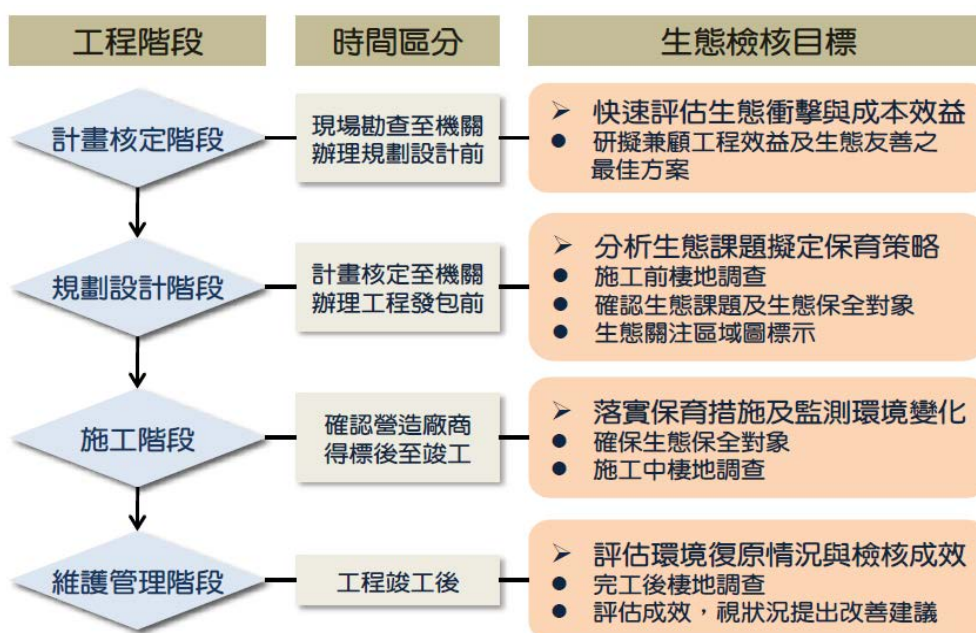 工程階段
時間區分
生態檢核目標
計畫核定階段
現場勘查至機關
辦理規劃設計前
➢ 快速評估生態衝擊與成本效益
● 研擬兼顧工程效益及生態友善之
最佳方案
規劃設計階段
計畫核定至機關
辦理工程發包前
➢ 分析生態課題擬定保育策略
● 施工前棲地調查
● 確認生態課題及生態保全對象
● 生態關注區域圖標示
施工階段
確認營造廠商
得標後至竣工
➢ 落實保育措施及監測環境變化
● 確保生態保全對象
● 施工中棲地調查
維護管理階段
工程竣工後
➢ 評估環境復原情況與檢核成效
● 完工後棲地調查
● 評估成效，視狀況提出改善建議